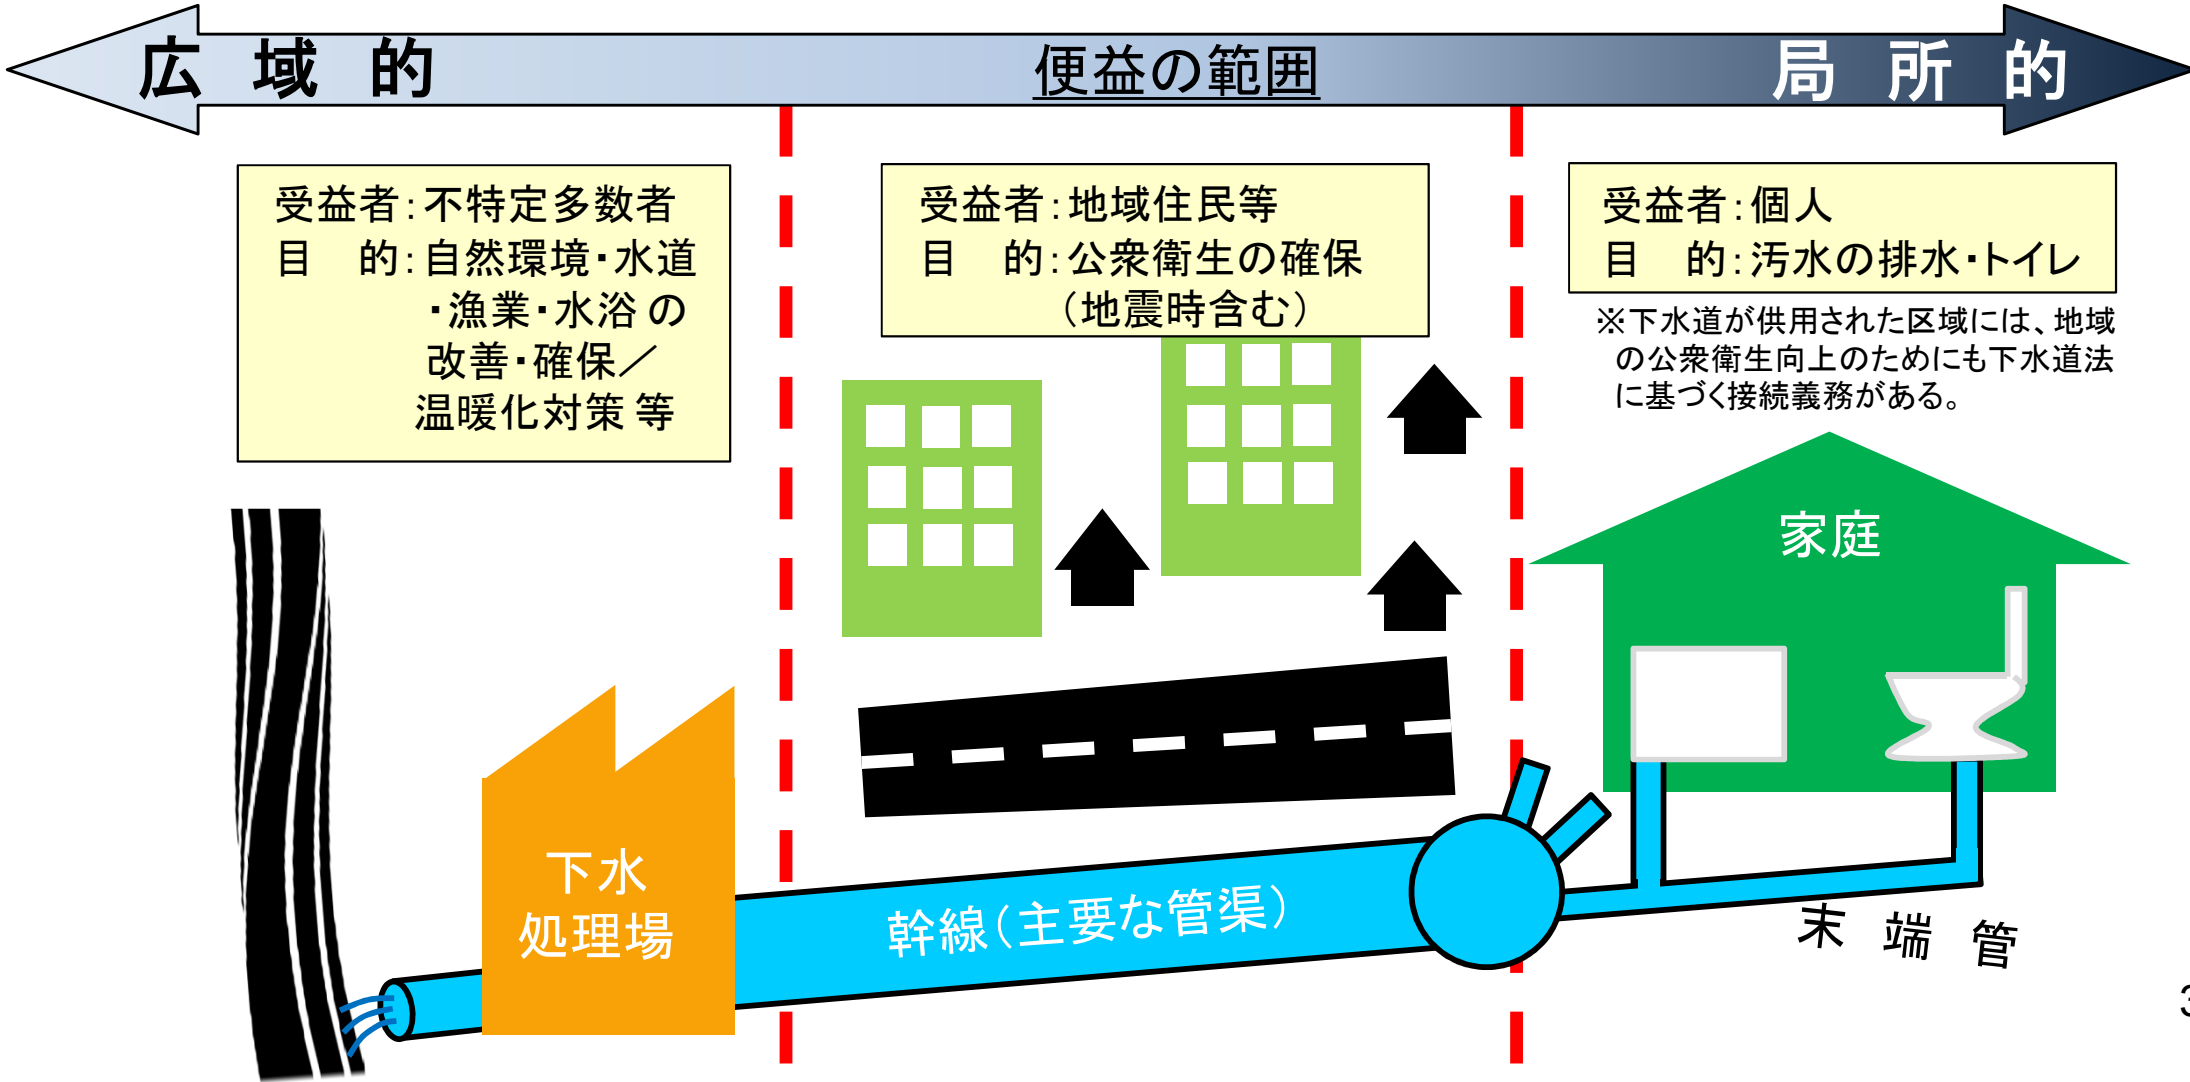 広 域 的
便益の範囲
局 所 的
受益者:不特定多数者
目　的:自然環境・水道
・漁業・水浴 の
改善・確保／
温暖化対策 等
受益者:地域住民等
目　的:公衆衛生の確保
(地震時含む)
受益者:個人
目　的:汚水の排水・トイレ
※下水道が供用された区域には、地域
の公衆衛生向上のためにも下水道法
に基づく接続義務がある。
家庭
下水
処理場
幹線(主要な管渠)
末 端 管